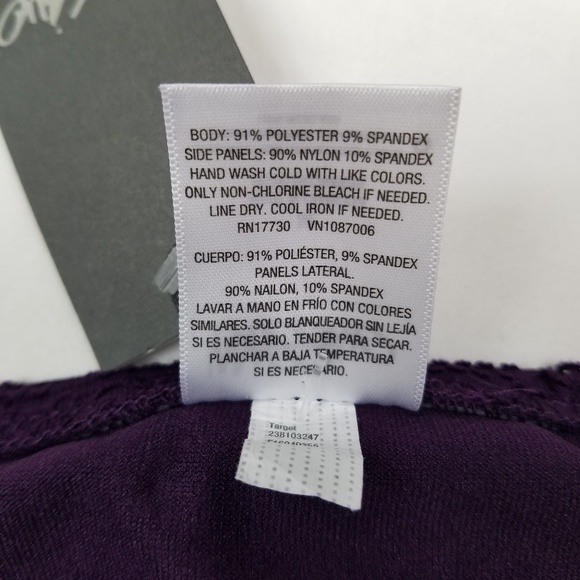 BODY: 91% POLYESTER 9% SPANDEX
SIDE PANELS: 90% NYLON 10% SPANDEX
HAND WASH COLD WITH LIKE COLORS.
ONLY NON-CHLORINE BLEACH IF NEEDED.
LINE DRY. COOL IRON IF NEEDED.
RN17730 VN1087006
CUERPO: 91% POLIÉSTER, 9% SPANDEX
PANELS LATERAL.
90% NAILON, 10% SPANDEX
LAVAR A MANO EN FRÍO CON COLORES
SIMILARES. SOLO BLANQUEADOR SIN LEJÍA
SI ES NECESARIO. TENDER PARA SECAR.
PLANCHAR A BAJA TEMPERATURA
SI ES NECESARIO.
Target
23B103247